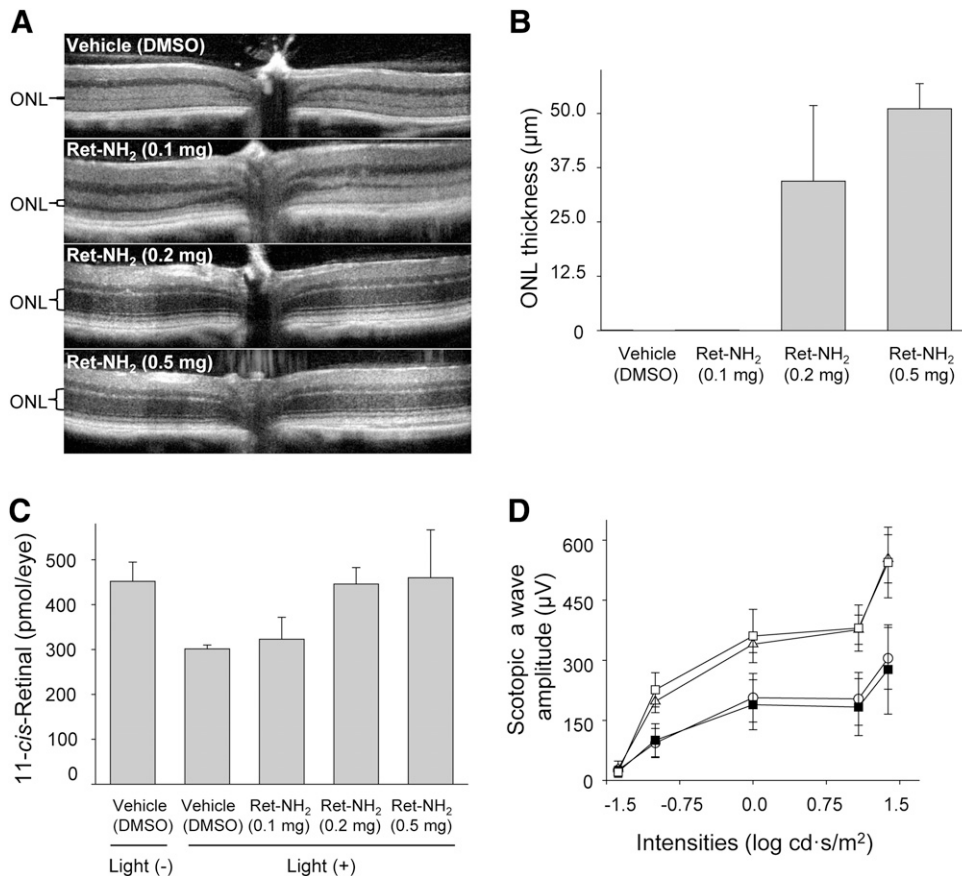 A
Vehicle (DMSO)
ONL
Ret-NH₂ (0.1 mg)
ONL
Ret-NH₂ (0.2 mg)
ONL
Ret-NH₂ (0.5 mg)
ONL
B
ONL thickness (µm)
50.0
37.5
25.0
12.5
0
Vehicle
(DMSO)
Ret-NH₂
(0.1 mg)
Ret-NH₂
(0.2 mg)
Ret-NH₂
(0.5 mg)
C
11-cis-Retinal (pmol/eye)
500
400
300
200
100
0
Vehicle
(DMSO)
Vehicle
(DMSO)
Ret-NH₂
(0.1 mg)
Ret-NH₂
(0.2 mg)
Ret-NH₂
(0.5 mg)
Light (-)
Light (+)
D
Scotopic a wave
amplitude (µV)
600
450
300
150
0
-1.5
-0.75
0.0
0.75
1.5
Intensities (log cd·s/m²)